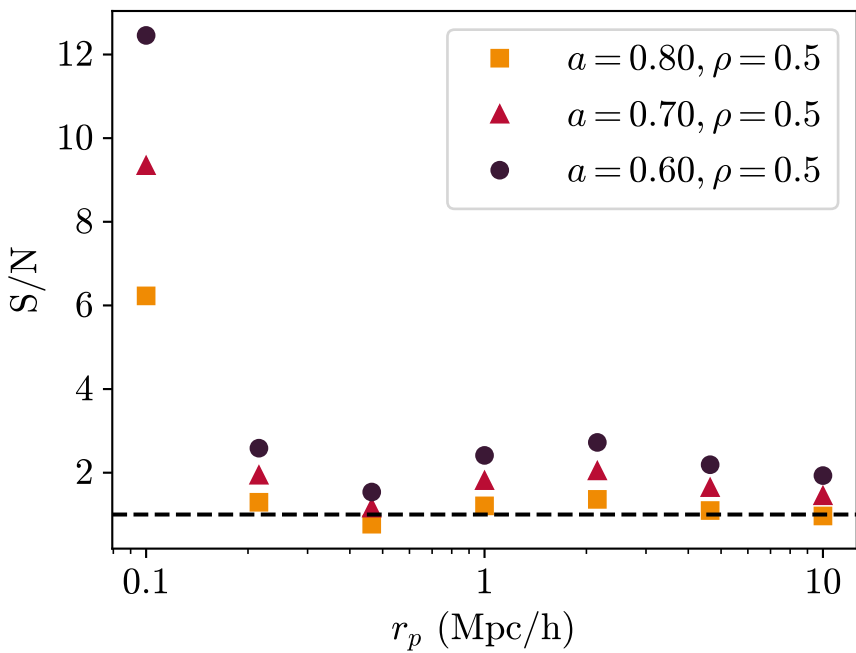 12
10
8
6
4
2
S/N
a = 0.80, ρ = 0.5
a = 0.70, ρ = 0.5
a = 0.60, ρ = 0.5
0.1
1
10
r_p (Mpc/h)